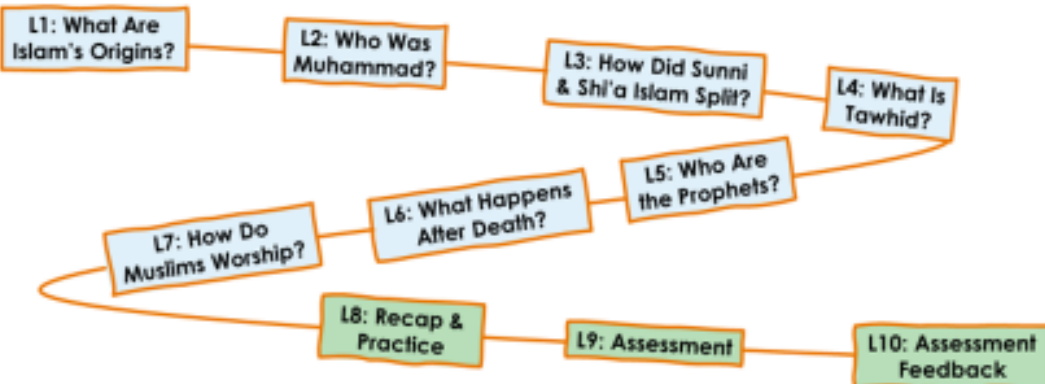 L1: What Are
Islam's Origins?
L2: Who Was
Muhammad?
L3: How Did Sunni
& Shi'a Islam Split?
L4: What Is
Tawhid?
L5: Who Are
the Prophets?
L6: What Happens
After Death?
L7: How Do
Muslims Worship?
L8: Recap &
Practice
L9: Assessment
L10: Assessment
Feedback